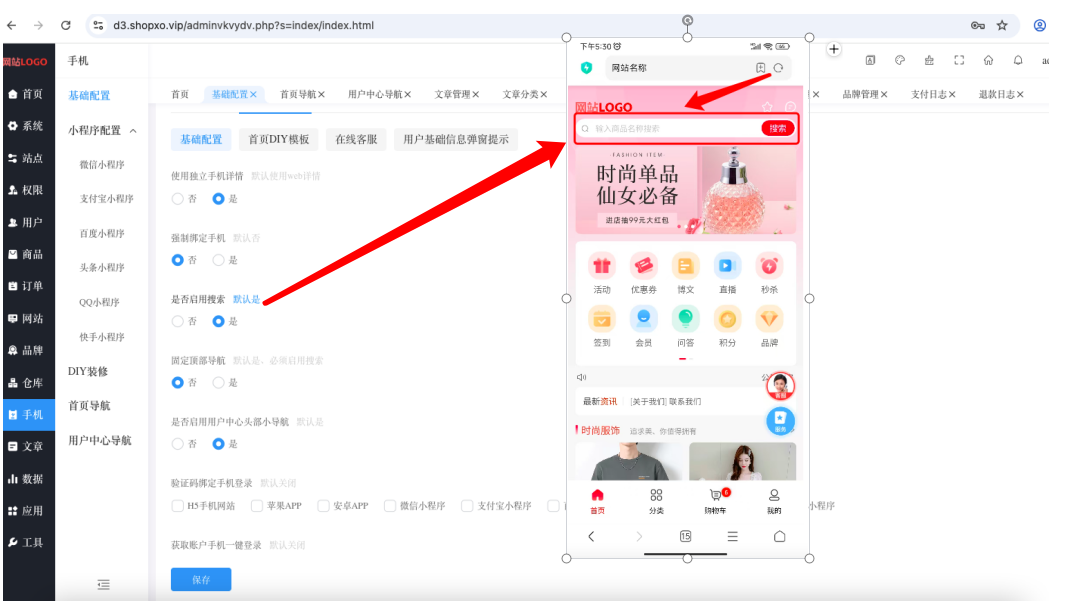 d3.shopxo.vip/adminvkvydv.php?s=index/index.html
网站LOGO
首页
系统
站点
权限
用户
商品
订单
网站
品牌
仓库
手机
文章
数据
应用
工具
手机
基础配置
小程序配置
微信小程序
支付宝小程序
百度小程序
头条小程序
QQ小程序
快手小程序
DIY装修
首页导航
用户中心导航
首页 基础配置× 首页导航× 用户中心导航× 文章管理× 文章分类× × 品牌管理× 支付日志× 退款日志×
基础配置 首页DIY模板 在线客服 用户基础信息弹窗提示
使用独立手机详情 默认使用web详情
否 是
强制绑定手机 默认否
否 是
是否启用搜索 默认是
否 是
固定顶部导航 默认是，必须启用搜索
否 是
是否启用用户中心头部小导航 默认是
否 是
验证码绑定手机登录 默认关闭
H5手机网站 苹果APP 安卓APP 微信小程序 支付宝小程序 小程序
获取账户手机一键登录 默认关闭
保存
下午5:30
网站名称
网站LOGO
输入商品名称搜索 搜索
FASHION ITEM
时尚单品
仙女必备
进店抽99元大红包
活动 优惠券 博文 直播 秒杀
签到 会员 问答 积分 品牌
最新资讯 [关于我们] 联系我们
时尚服饰 追求美、你值得拥有
首页 分类 购物车 我的
6
15